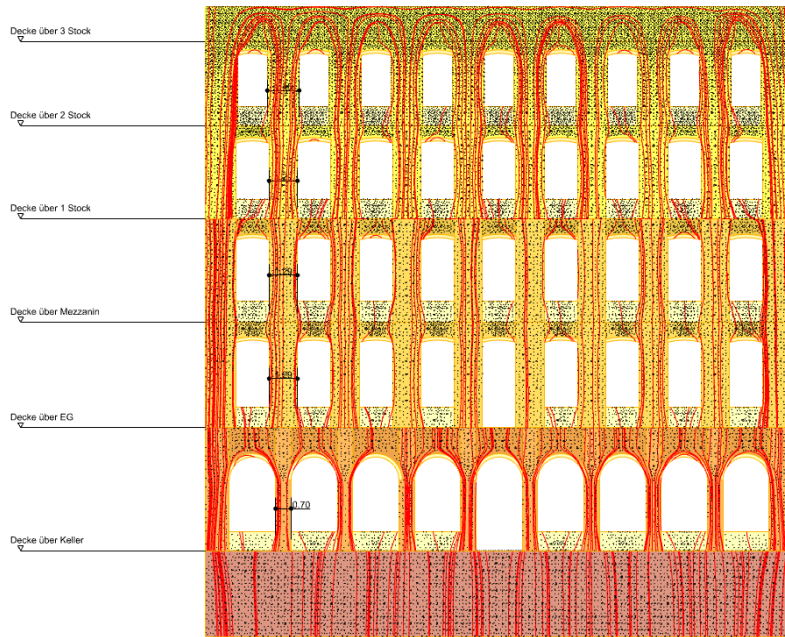 Decke über 3 Stock
Decke über 2 Stock
Decke über 1 Stock
Decke über Mezzanin
Decke über EG
0.70
Decke über Keller